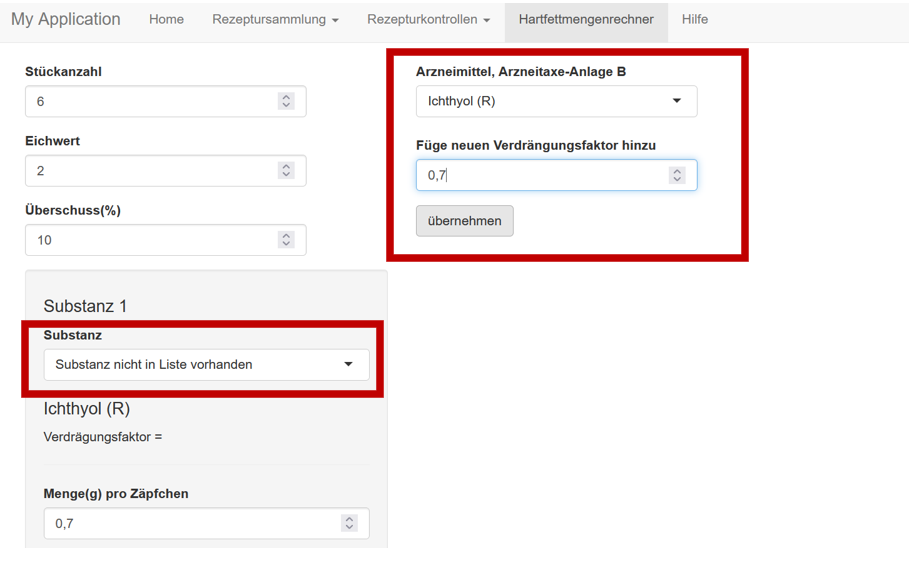 My Application Home Rezeptursammlung Rezepturkontrollen Hartfettmengenrechner Hilfe
Stückanzahl
6
Eichwert
2
Überschuss(%)
10
Substanz 1
Substanz
Substanz nicht in Liste vorhanden
Ichthyol (R)
Verdrägungsfaktor =
Menge(g) pro Zäpfchen
0,7
Arzneimittel, Arzneitaxe-Anlage B
Ichthyol (R)
Füge neuen Verdrängungsfaktor hinzu
0,7
übernehmen